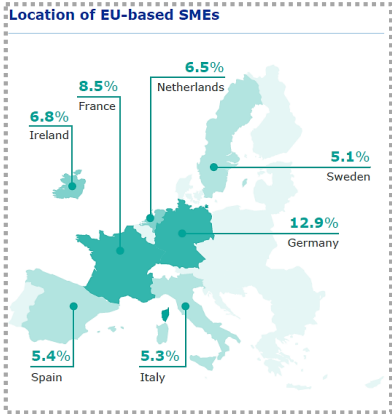 Location of EU-based SMEs
6.5%
Netherlands
8.5%
France
6.8%
Ireland
5.1%
Sweden
12.9%
Germany
5.4%
Spain
5.3%
Italy